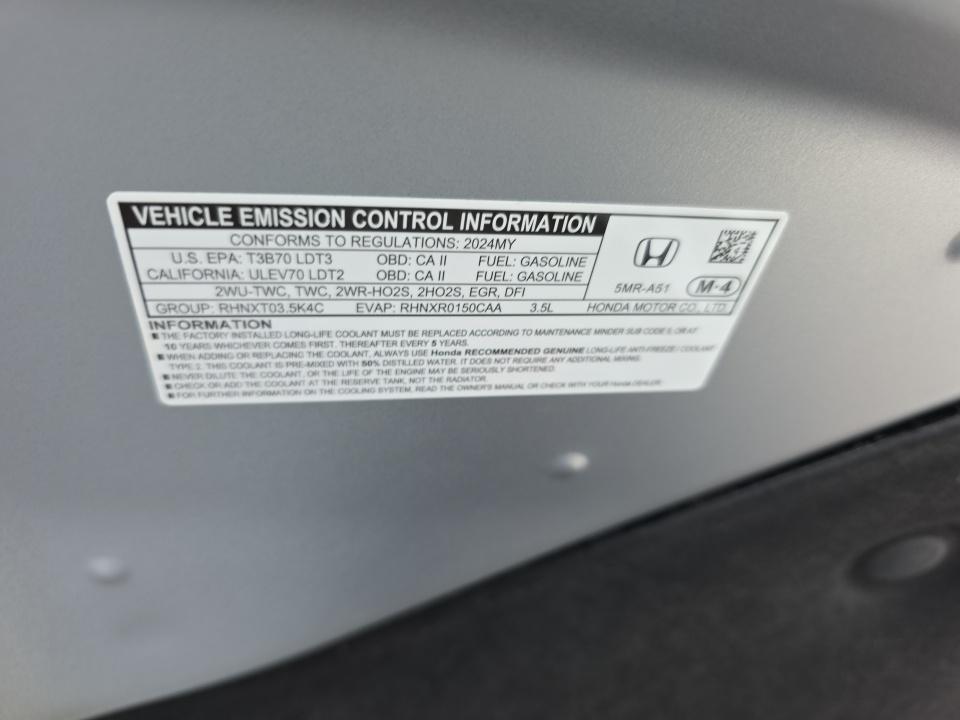 VEHICLE EMISSION CONTROL INFORMATION
CONFORMS TO REGULATIONS: 2024MY
U.S. EPA: T3B70 LDT3 OBD: CA II FUEL: GASOLINE
CALIFORNIA: ULEV70 LDT2 OBD: CA II FUEL: GASOLINE
2WU-TWC, TWC, 2WR-HO2S, 2HO2S, EGR, DFI
5MR-A51 M-4
GROUP: RHNXT03.5K4C EVAP: RHNXR0150CAA 3.5L HONDA MOTOR CO., LTD.
INFORMATION
■ THE FACTORY INSTALLED LONG-LIFE COOLANT MUST BE REPLACED ACCORDING TO MAINTENANCE MINDER SUB CODE 5, OR AT
10 YEARS WHICHEVER COMES FIRST. THEREAFTER EVERY 5 YEARS.
■ WHEN ADDING OR REPLACING THE COOLANT, ALWAYS USE Honda RECOMMENDED GENUINE LONG-LIFE ANTI-FREEZE / COOLANT
TYPE 2. THIS COOLANT IS PRE-MIXED WITH 50% DISTILLED WATER. IT DOES NOT REQUIRE ANY ADDITIONAL MIXING.
■ NEVER DILUTE THE COOLANT, OR THE LIFE OF THE ENGINE MAY BE SERIOUSLY SHORTENED.
■ CHECK OR ADD THE COOLANT AT THE RESERVE TANK, NOT THE RADIATOR.
■ FOR FURTHER INFORMATION ON THE COOLING SYSTEM, READ THE OWNER'S MANUAL OR CHECK WITH YOUR Honda DEALER.